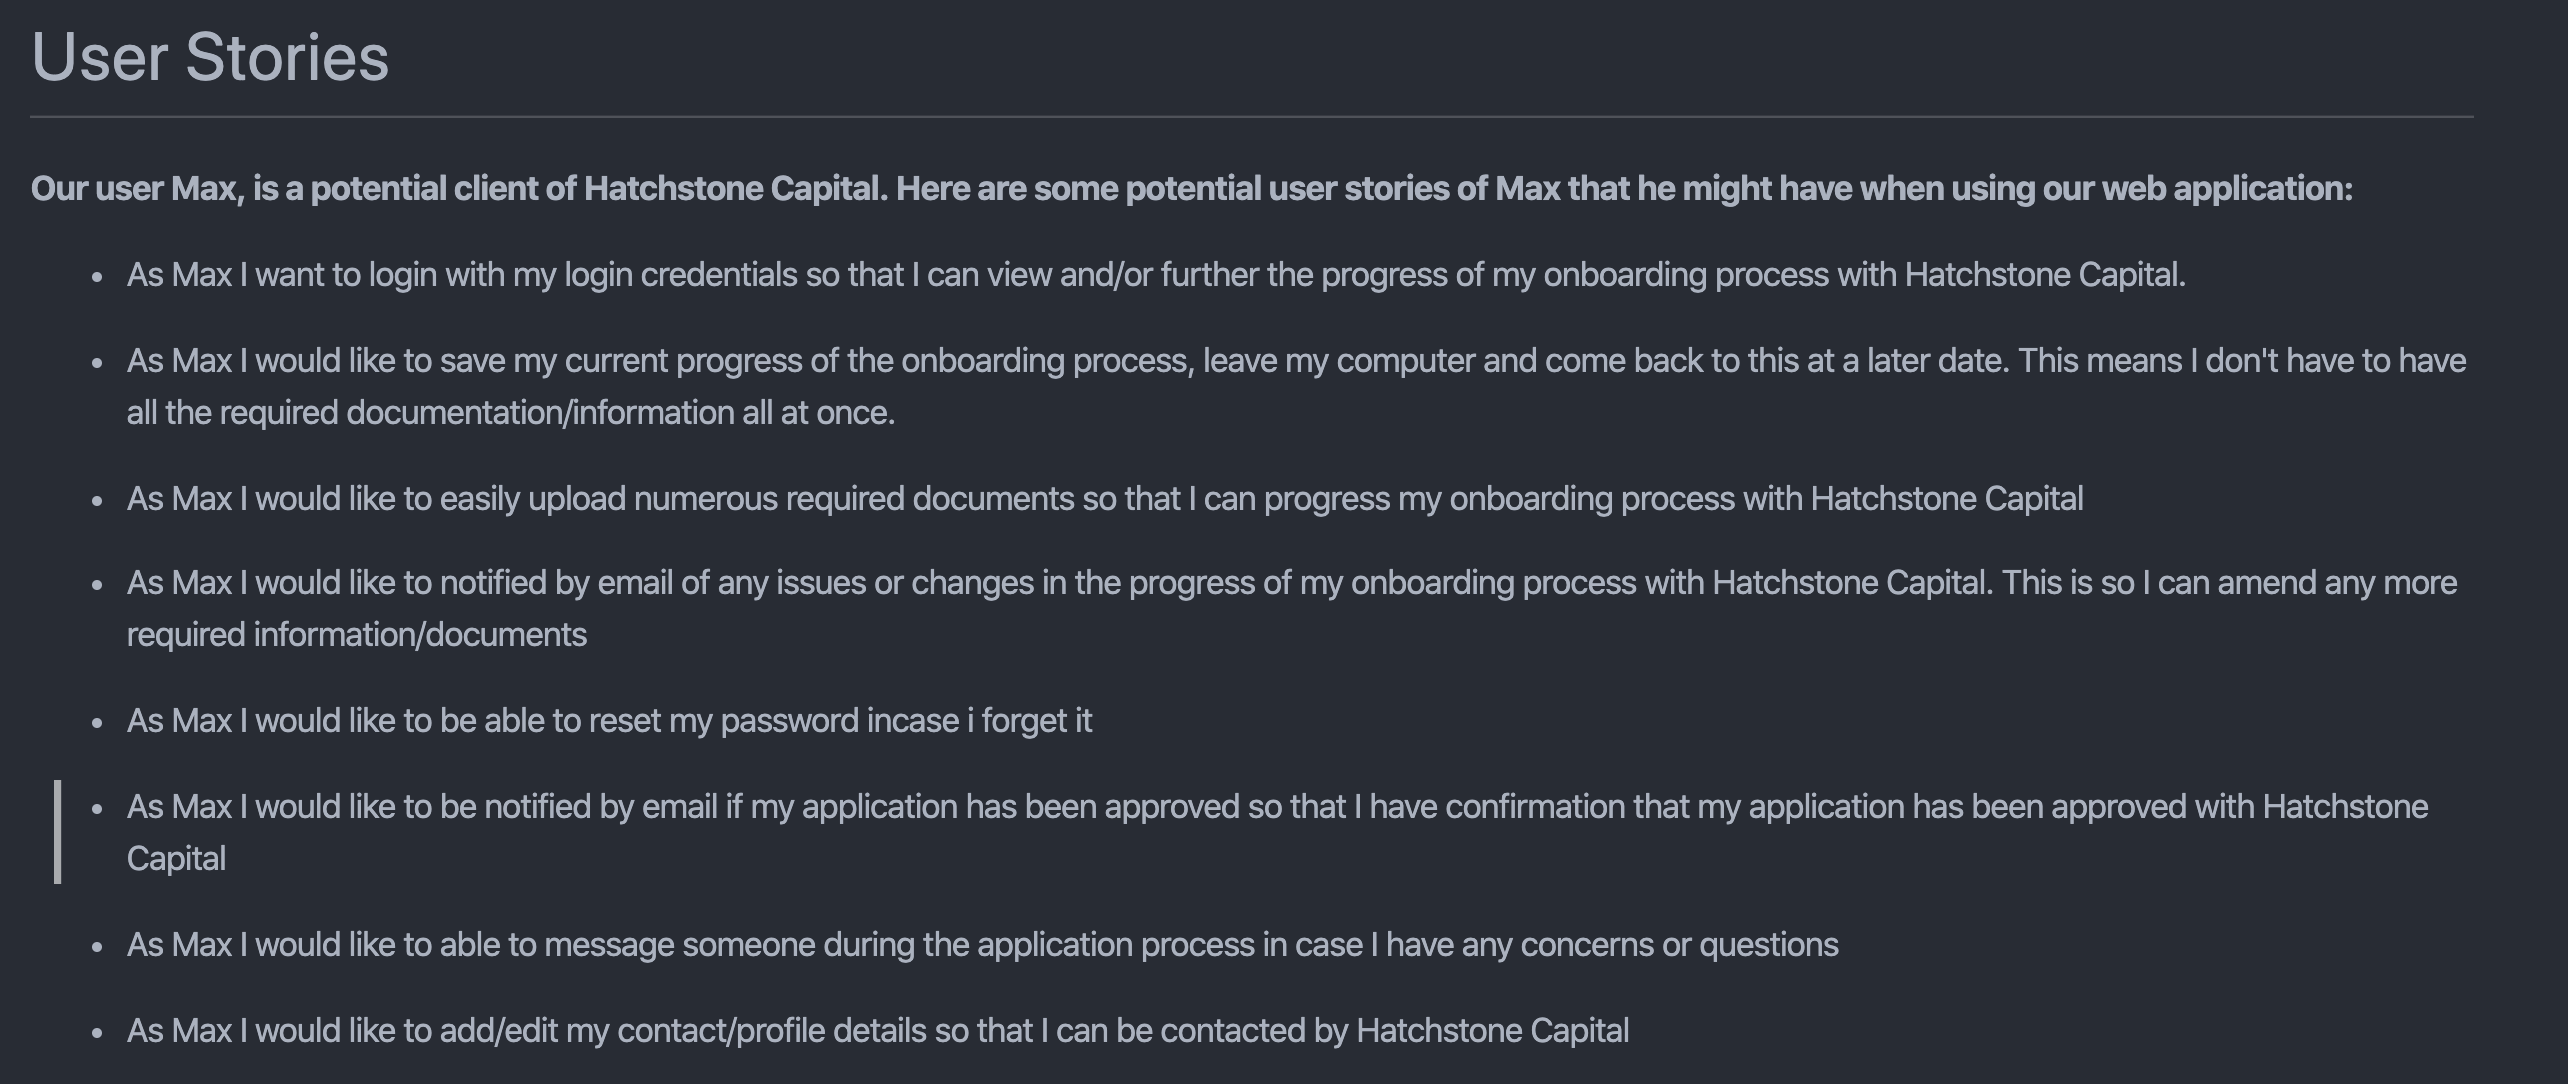 User Stories
Our user Max, is a potential client of Hatchstone Capital. Here are some potential user stories of Max that he might have when using our web application:
• As Max I want to login with my login credentials so that I can view and/or further the progress of my onboarding process with Hatchstone Capital.
• As Max I would like to save my current progress of the onboarding process, leave my computer and come back to this at a later date. This means I don't have to have
all the required documentation/information all at once.
• As Max I would like to easily upload numerous required documents so that I can progress my onboarding process with Hatchstone Capital
• As Max I would like to notified by email of any issues or changes in the progress of my onboarding process with Hatchstone Capital. This is so I can amend any more
required information/documents
• As Max I would like to be able to reset my password incase i forget it
• As Max I would like to be notified by email if my application has been approved so that I have confirmation that my application has been approved with Hatchstone
Capital
• As Max I would like to able to message someone during the application process in case I have any concerns or questions
• As Max I would like to add/edit my contact/profile details so that I can be contacted by Hatchstone Capital